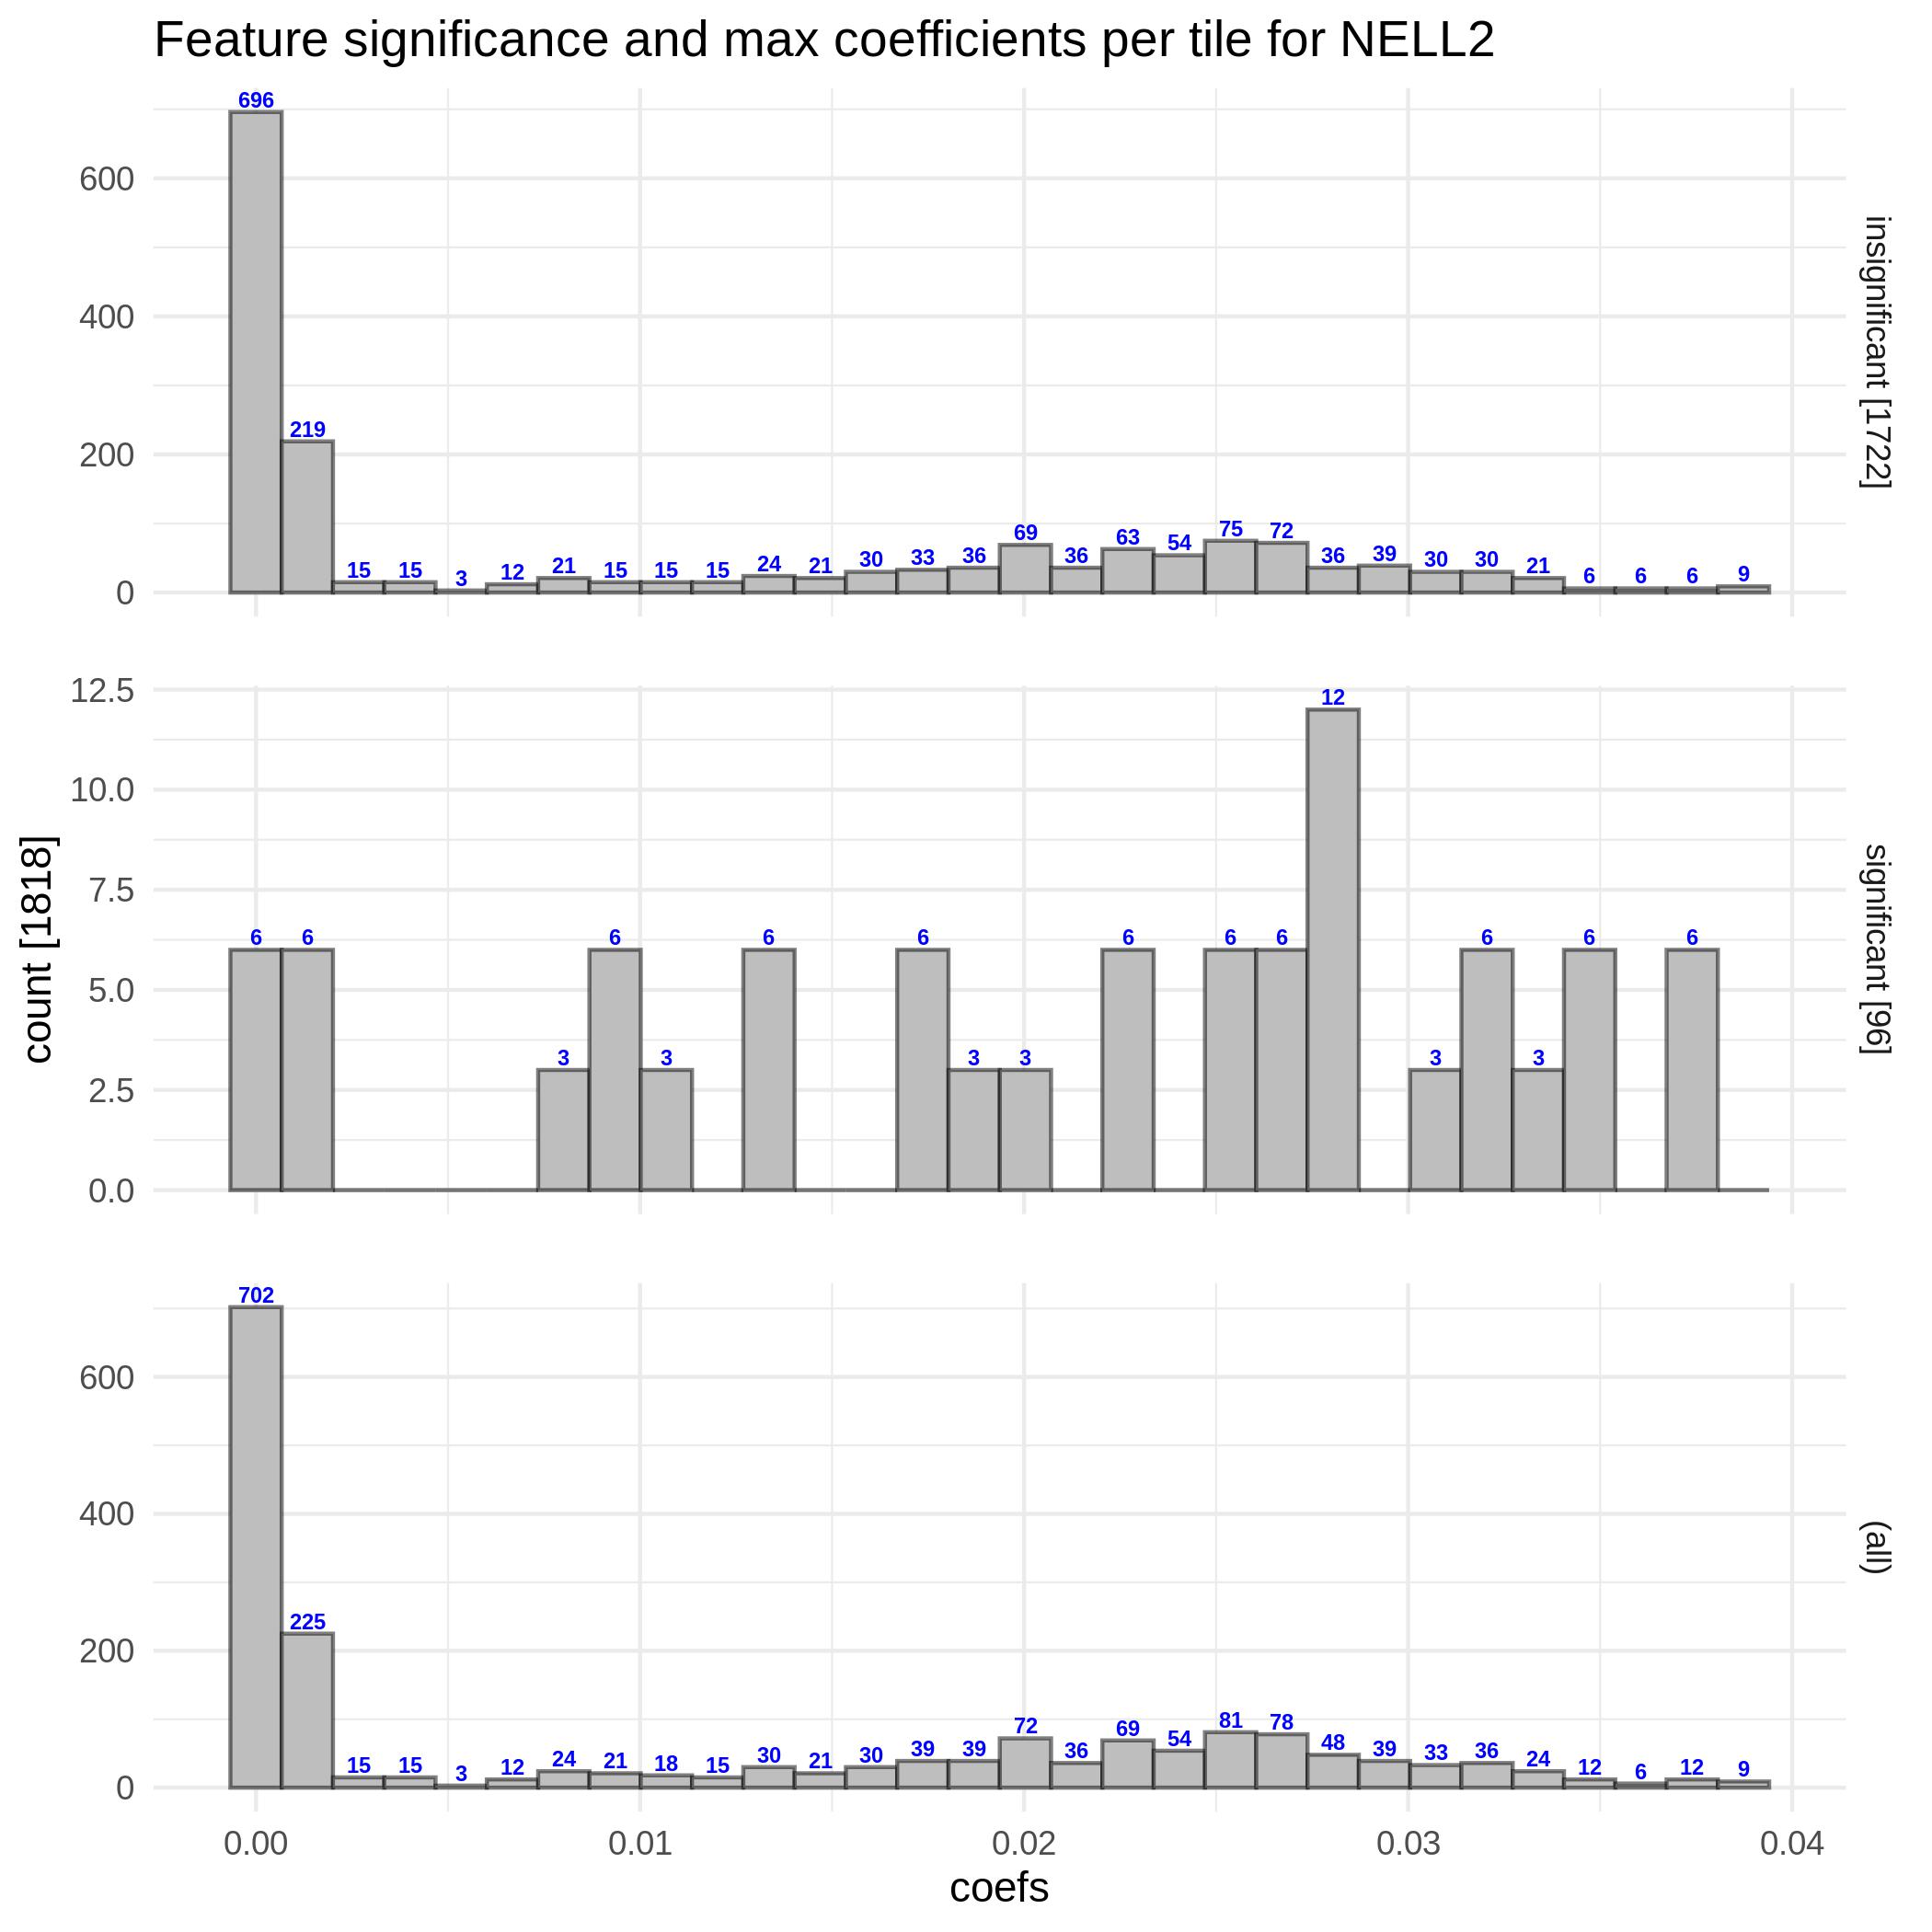 Feature significance and max coefficients per tile for NELL2
696
219
15 15 3 12 21 15 15 15 24 21 30 33 36 69 36 63 54 75 72 36 39 30 30 21 6 6 6 9
600
400
200
0
insignificant [1722]
12.5
10.0
7.5
5.0
2.5
0.0
12
6 6 6 6 6 6 6 6 6 6 6
3 3 3 3 3 3
significant [96]
count [1818]
702
225
15 15 3 12 24 21 18 15 30 21 30 39 39 72 36 69 54 81 78 48 39 33 36 24 12 6 12 9
600
400
200
0
(all)
0.00 0.01 0.02 0.03 0.04
coefs